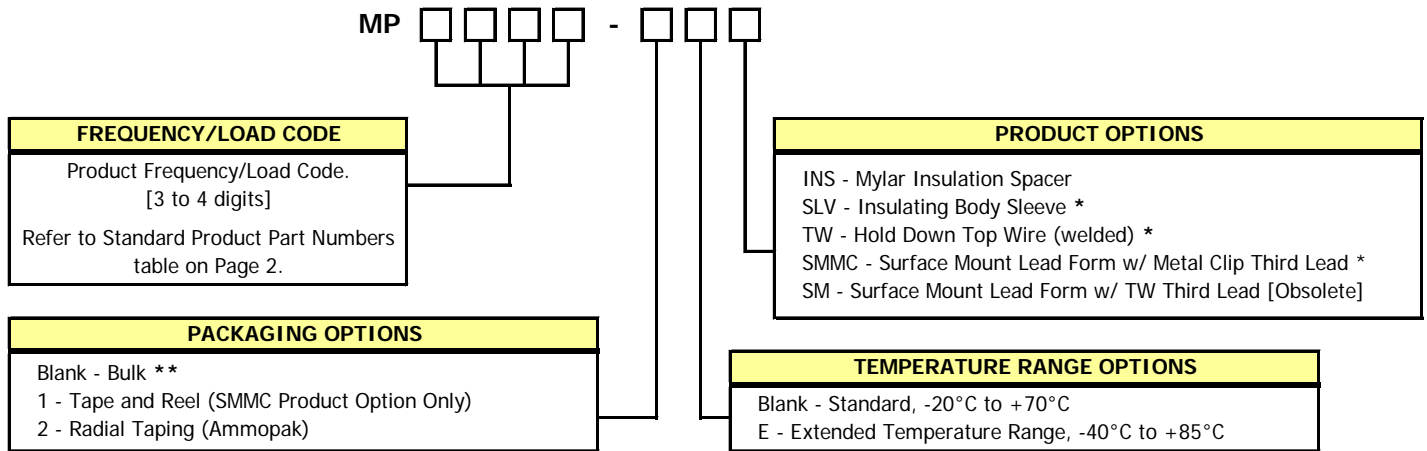 MP -
FREQUENCY/LOAD CODE
Product Frequency/Load Code.
[3 to 4 digits]
Refer to Standard Product Part Numbers
table on Page 2.
PRODUCT OPTIONS
INS - Mylar Insulation Spacer
SLV - Insulating Body Sleeve *
TW - Hold Down Top Wire (welded) *
SMMC - Surface Mount Lead Form w/ Metal Clip Third Lead *
SM - Surface Mount Lead Form w/ TW Third Lead [Obsolete]
PACKAGING OPTIONS
Blank - Bulk **
1 - Tape and Reel (SMMC Product Option Only)
2 - Radial Taping (Ammopak)
TEMPERATURE RANGE OPTIONS
Blank - Standard, -20°C to +70°C
E - Extended Temperature Range, -40°C to +85°C